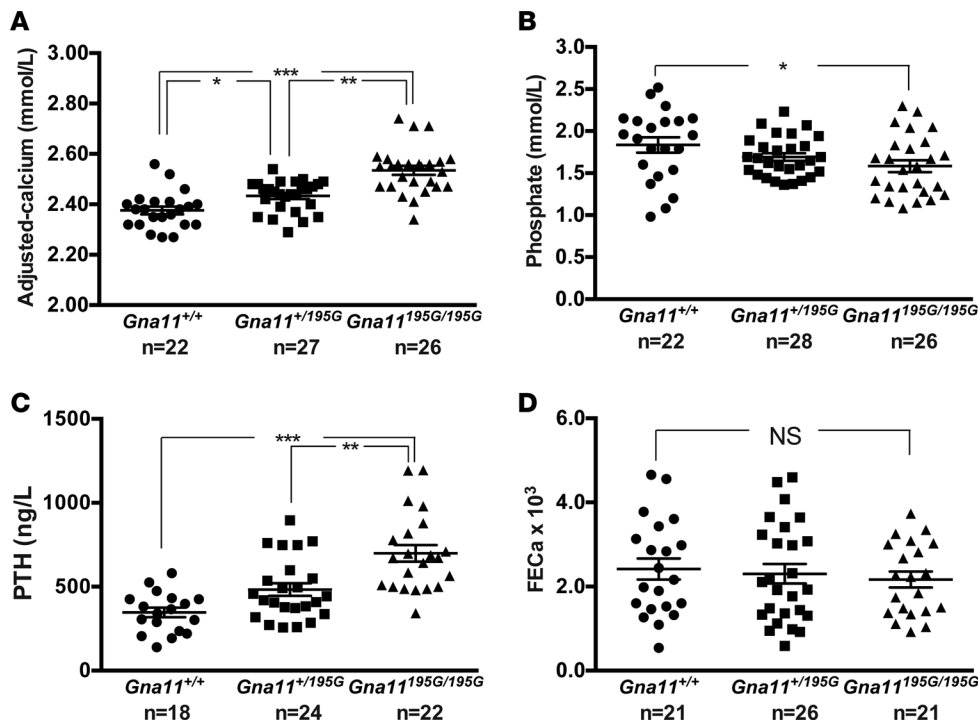 A
Adjusted-calcium (mmol/L)
3.00
2.80
2.60
2.40
2.20
2.00
***
* **
Gna11+/+ Gna11+/195G Gna11195G/195G
n=22 n=27 n=26
B
Phosphate (mmol/L)
3.0
2.5
2.0
1.5
1.0
0.5
0.0
*
Gna11+/+ Gna11+/195G Gna11195G/195G
n=22 n=28 n=26
C
PTH (ng/L)
1500
1000
500
0
***
**
Gna11+/+ Gna11+/195G Gna11195G/195G
n=18 n=24 n=22
D
FECa x 10³
6.0
4.0
2.0
0.0
NS
Gna11+/+ Gna11+/195G Gna11195G/195G
n=21 n=26 n=21